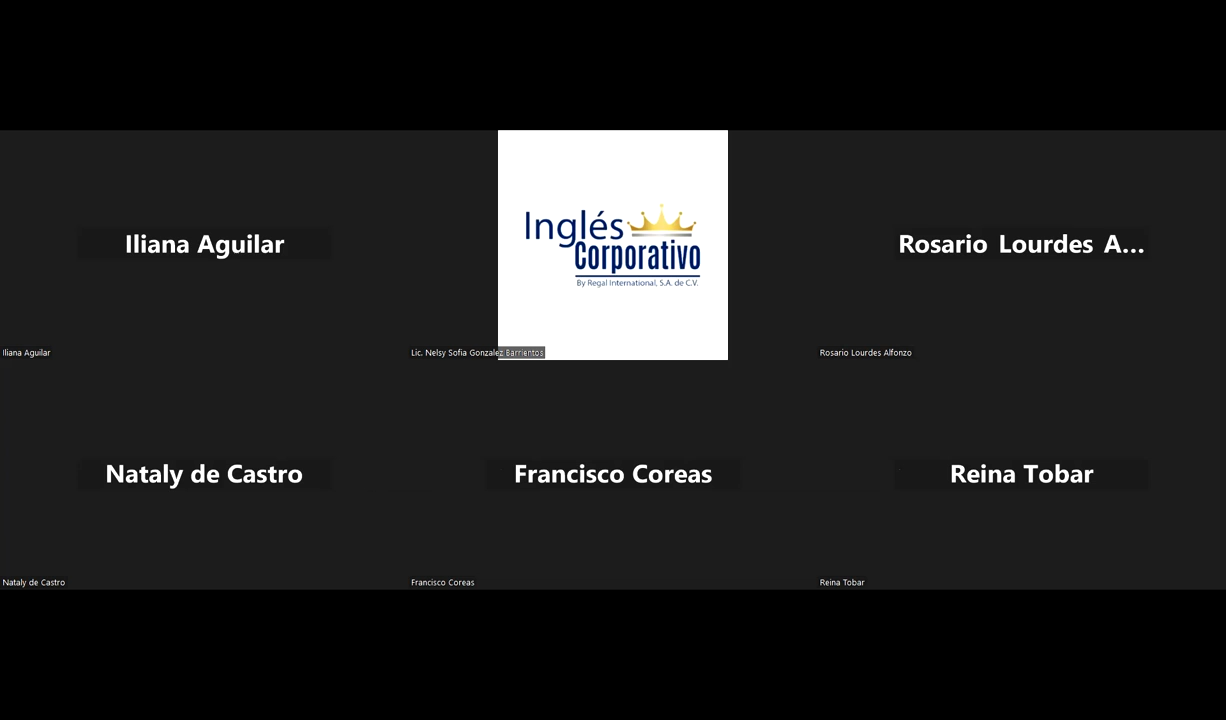 Iliana Aguilar
Iliana Aguilar
Inglés
Corporativo
By Regal International, S.A. de C.V.
Lic. Nelsy Sofia Gonzalez Barrientos
Rosario Lourdes A...
Rosario Lourdes Alfonzo
Nataly de Castro
Nataly de Castro
Francisco Coreas
Francisco Coreas
Reina Tobar
Reina Tobar